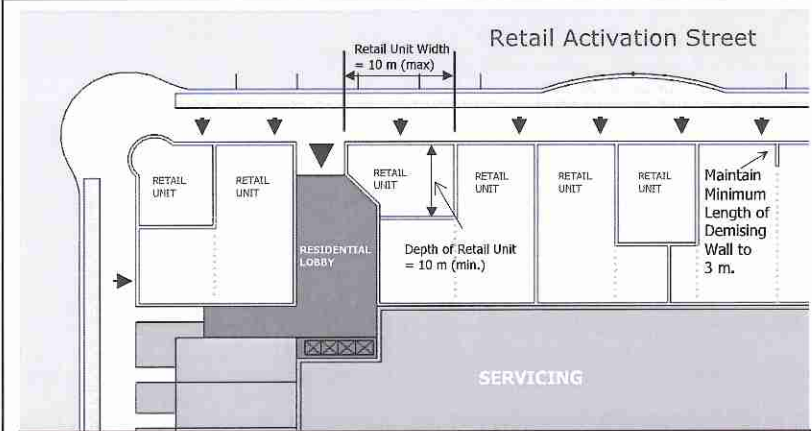 Retail Activation Street
Retail Unit Width
= 10 m (max)
RETAIL
UNIT
RETAIL
UNIT
RETAIL
UNIT
RETAIL
UNIT
RETAIL
UNIT
RETAIL
UNIT
Maintain
Minimum
Length of
Demising
Wall to
3 m.
RESIDENTIAL
LOBBY
Depth of Retail Unit
= 10 m (min.)
SERVICING